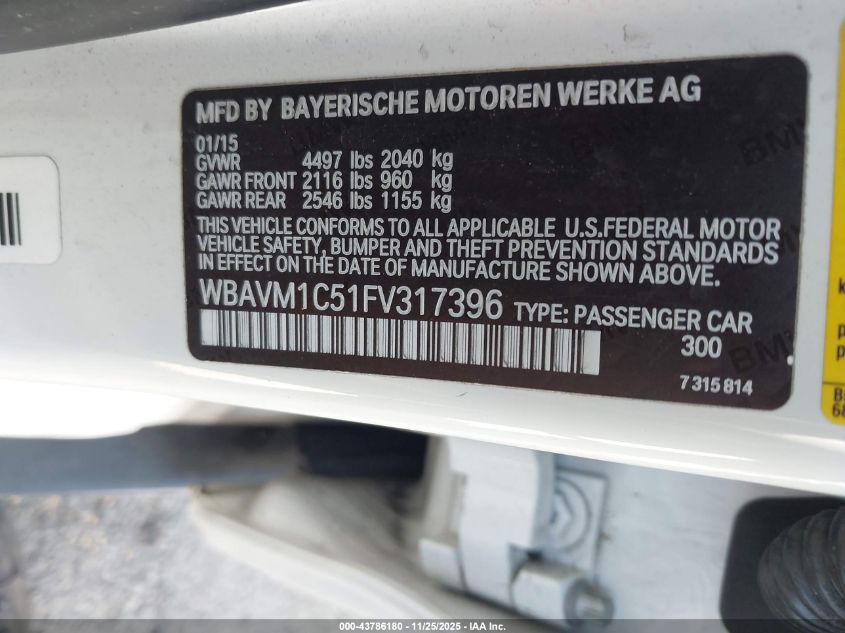 MFD BY BAYERISCHE MOTOREN WERKE AG
01/15
GVWR 4497 lbs 2040 kg
GAWR FRONT 2116 lbs 960 kg
GAWR REAR 2546 lbs 1155 kg
THIS VEHICLE CONFORMS TO ALL APPLICABLE U.S.FEDERAL MOTOR
VEHICLE SAFETY, BUMPER AND THEFT PREVENTION STANDARDS
IN EFFECT ON THE DATE OF MANUFACTURE SHOWN ABOVE.
WBAVM1C51FV317396 TYPE: PASSENGER CAR
300
7315814
000-43786180 - 11/25/2025 - IAA Inc.